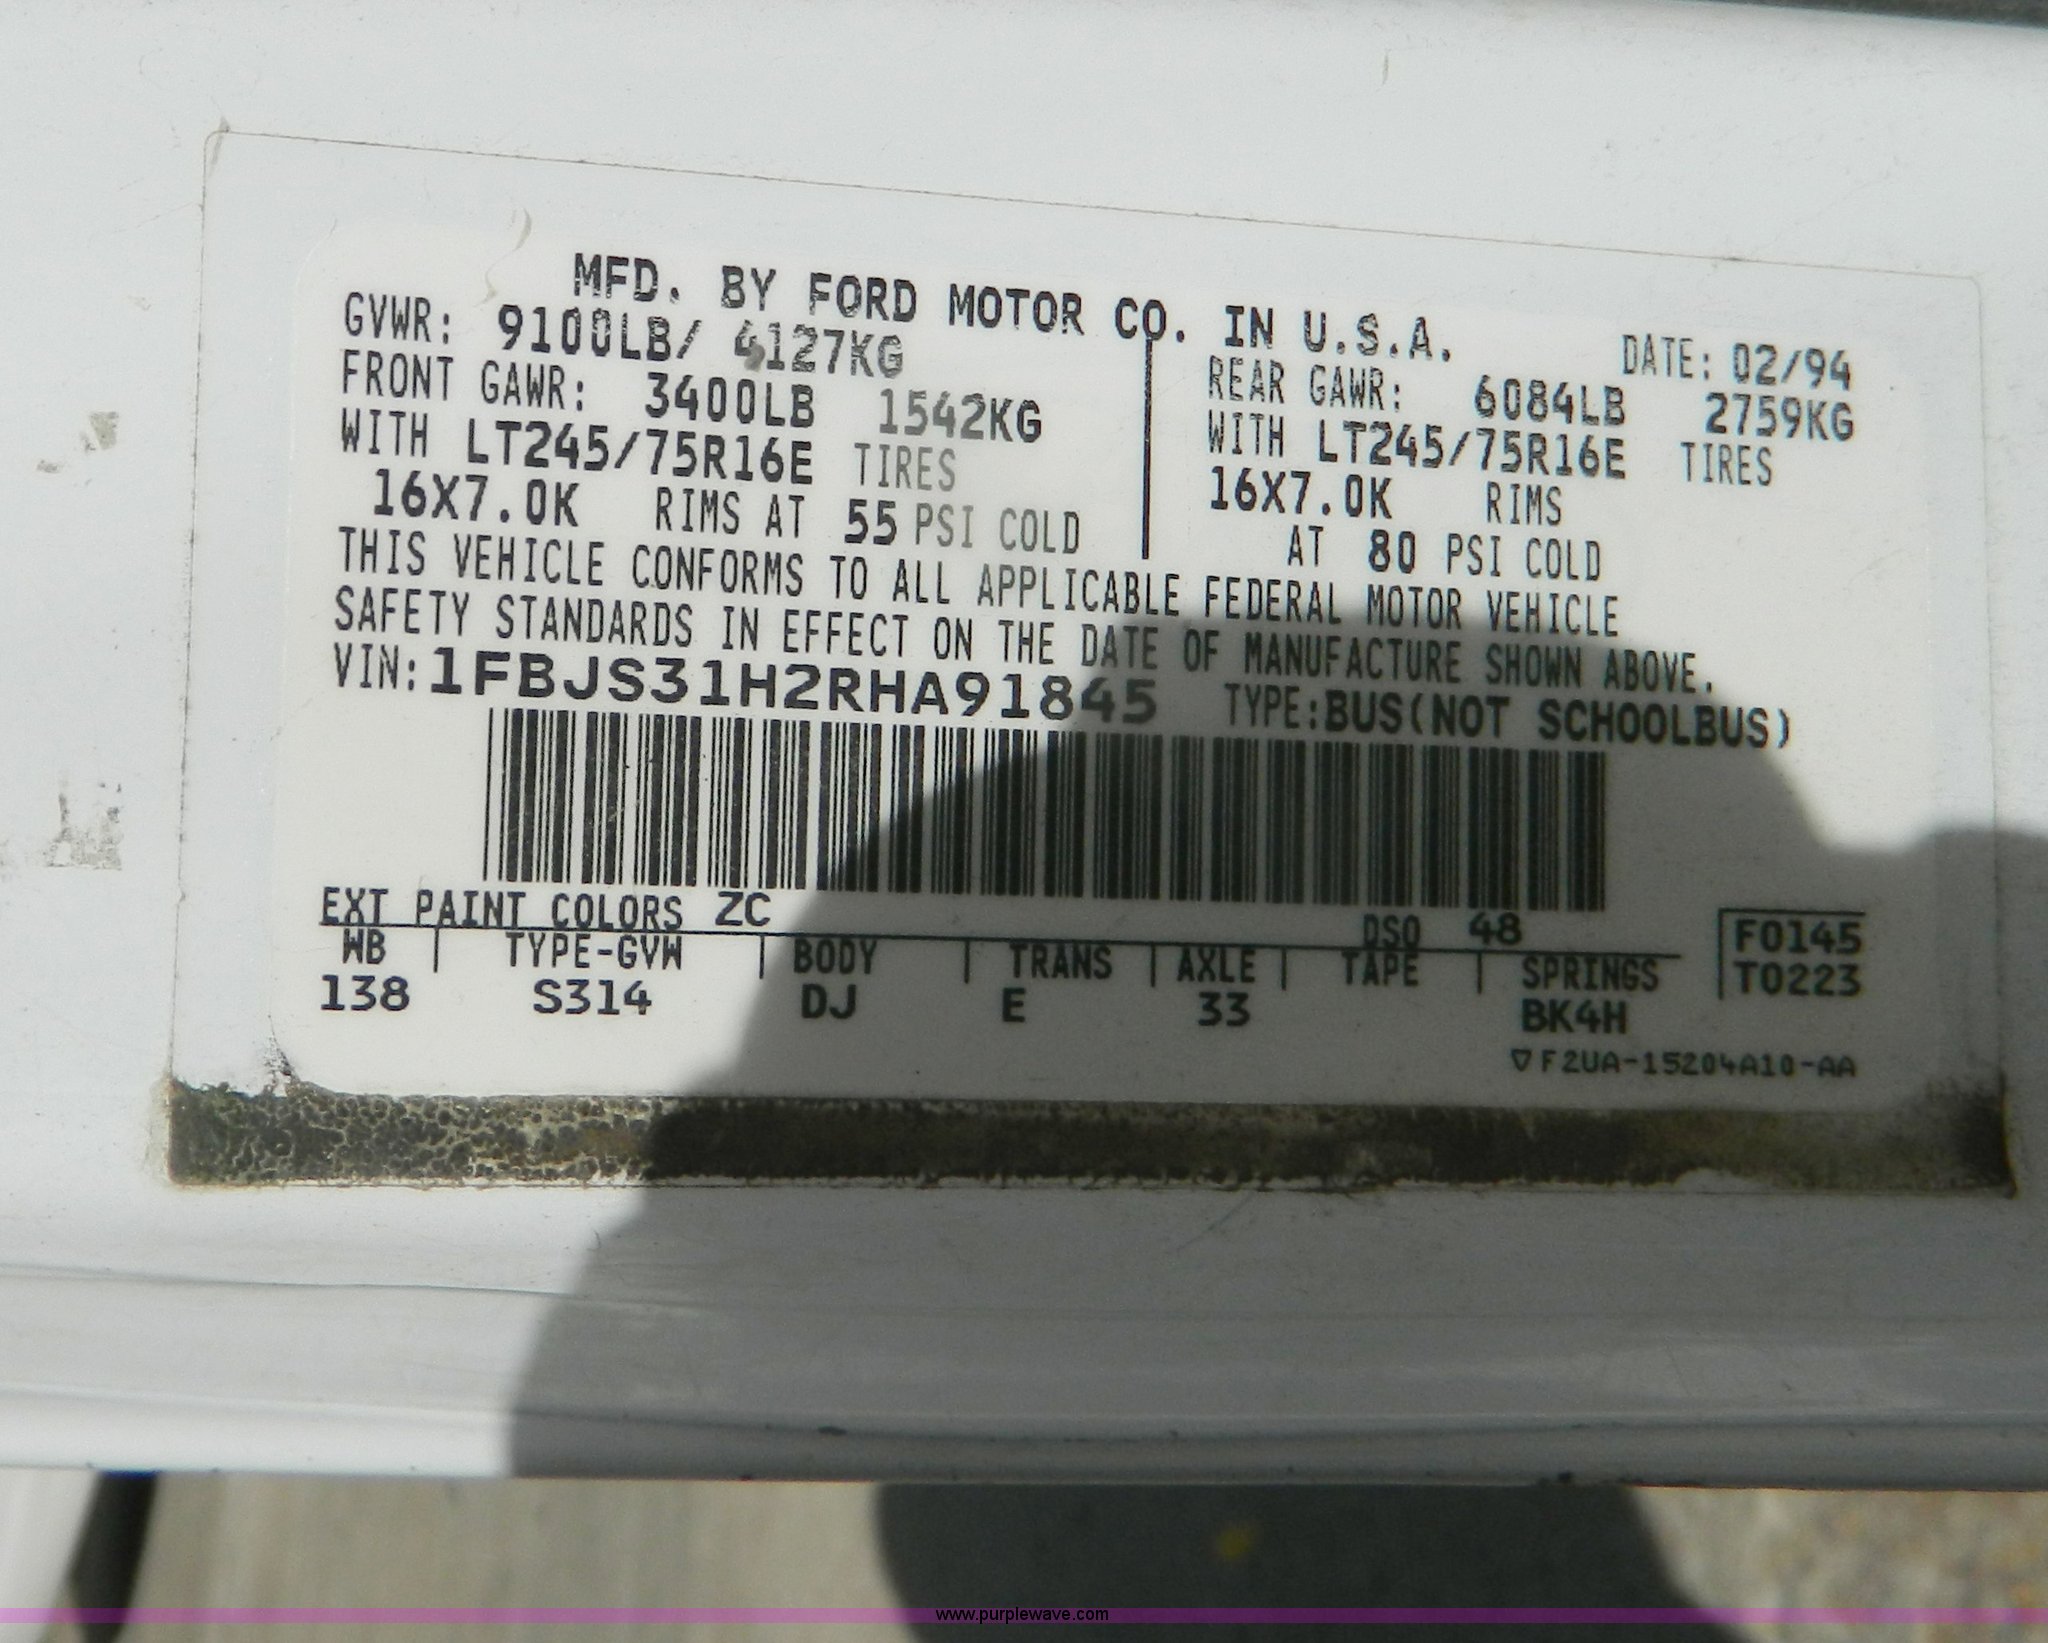 MFD. BY FORD MOTOR CO. IN U.S.A.
GVWR: 9100LB/ 4127KG DATE: 02/94
FRONT GAWR: 3400LB 1542KG REAR GAWR: 6084LB 2759KG
WITH LT245/75R16E TIRES WITH LT245/75R16E TIRES
16X7.0K RIMS AT 55 PSI COLD 16X7.0K RIMS
AT 80 PSI COLD
THIS VEHICLE CONFORMS TO ALL APPLICABLE FEDERAL MOTOR VEHICLE
SAFETY STANDARDS IN EFFECT ON THE DATE OF MANUFACTURE SHOWN ABOVE.
VIN:1FBJS31H2RHA91845 TYPE:BUS(NOT SCHOOLBUS)
EXT PAINT COLORS ZC DSO 48 F0145
WB TYPE-GVW BODY TRANS AXLE TAPE SPRINGS T0223
138 S314 DJ E 33 BK4H
▽F2UA-15204A10-AA
www.purplewave.com